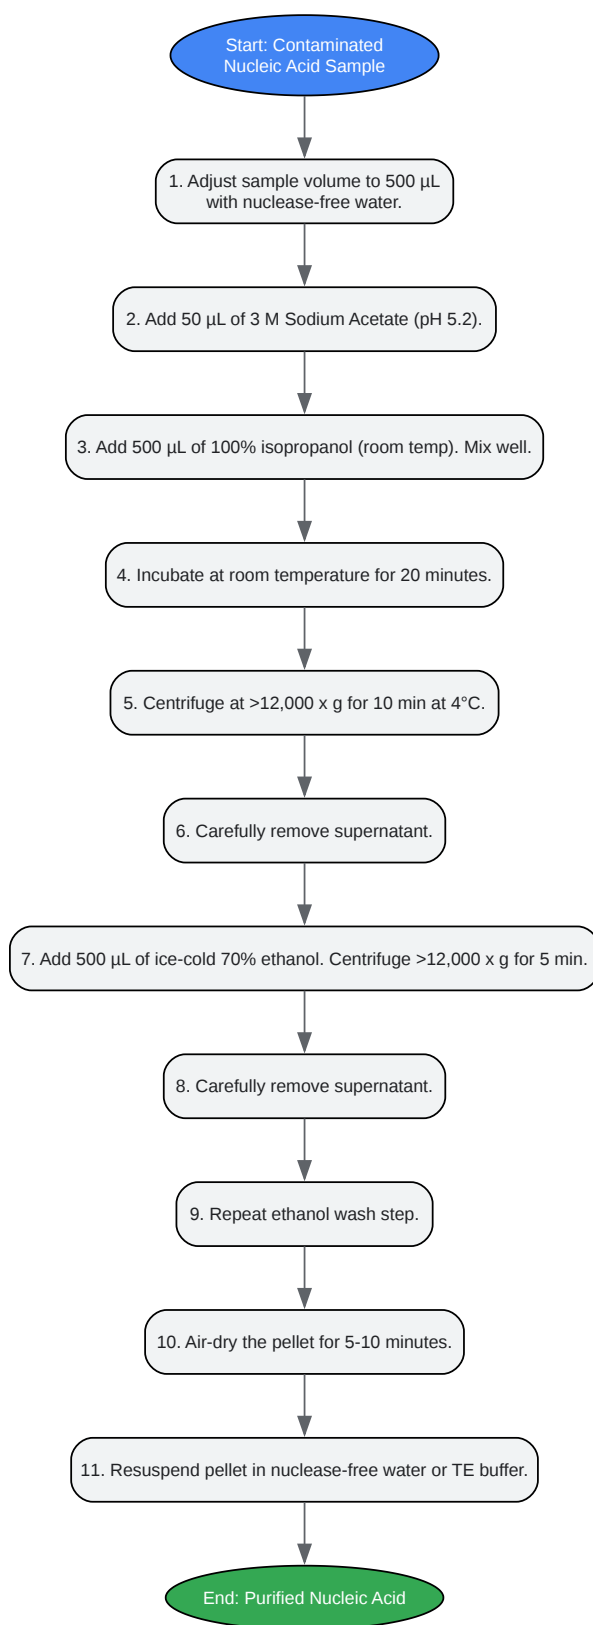 Start: Contaminated
Nucleic Acid Sample
1. Adjust sample volume to 500 µL
with nuclease-free water.
2. Add 50 µL of 3 M Sodium Acetate (pH 5.2).
3. Add 500 µL of 100% isopropanol (room temp). Mix well.
4. Incubate at room temperature for 20 minutes.
5. Centrifuge at >12,000 x g for 10 min at 4°C.
6. Carefully remove supernatant.
7. Add 500 µL of ice-cold 70% ethanol. Centrifuge >12,000 x g for 5 min.
8. Carefully remove supernatant.
9. Repeat ethanol wash step.
10. Air-dry the pellet for 5-10 minutes.
11. Resuspend pellet in nuclease-free water or TE buffer.
End: Purified Nucleic Acid